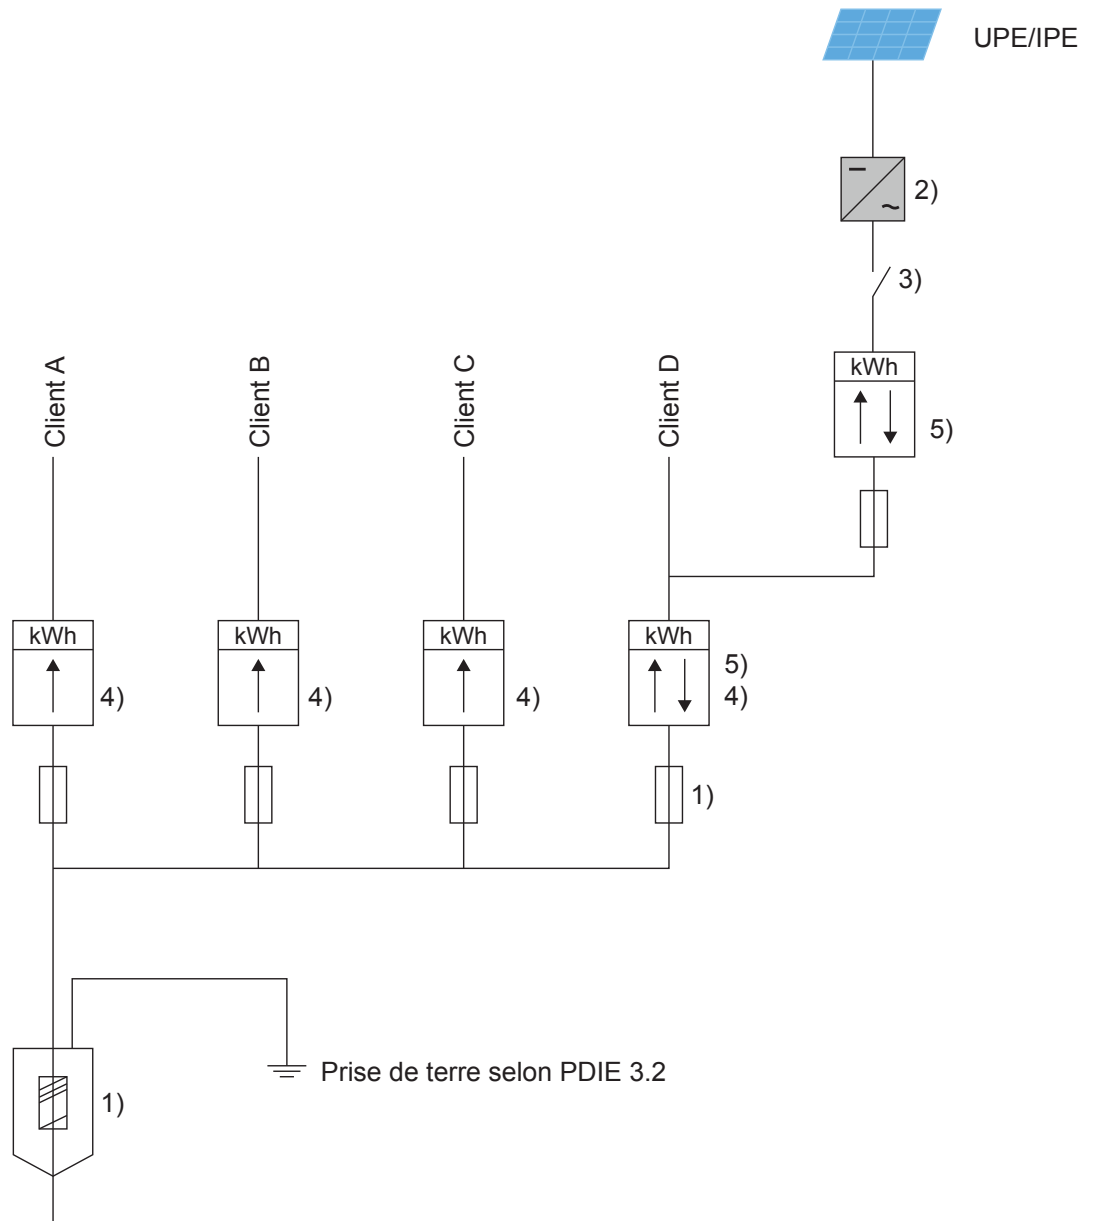 UPE/IPE
2)
3)
kWh
5)
Client A
Client B
Client C
Client D
kWh
4)
kWh
4)
kWh
4)
kWh
5)
4)
1)
Prise de terre selon PDIE 3.2
1)